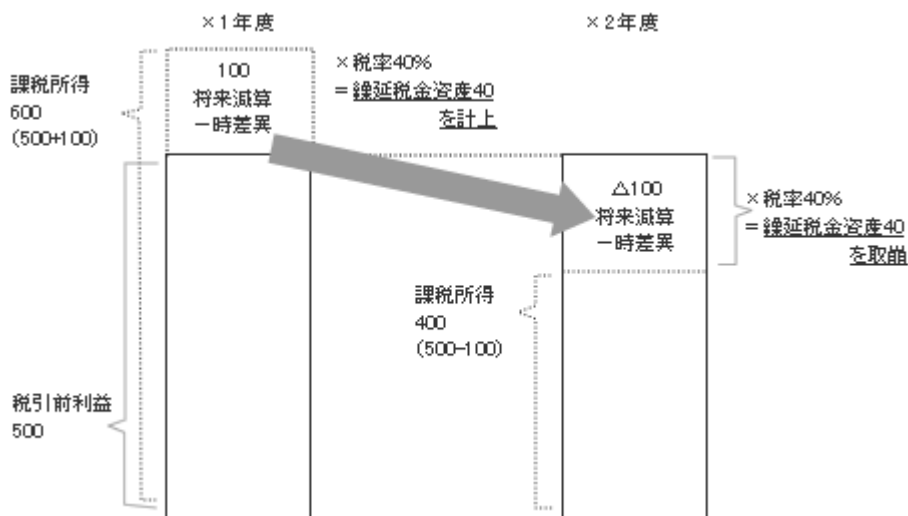 ×1年度
×2年度
課税所得
600
(500+100)
100
将来減算
一時差異
×税率40%
=繰延税金資産40
を計上
税引前利益
500
△100
将来減算
一時差異
×税率40%
=繰延税金資産40
を取崩
課税所得
400
(500-100)